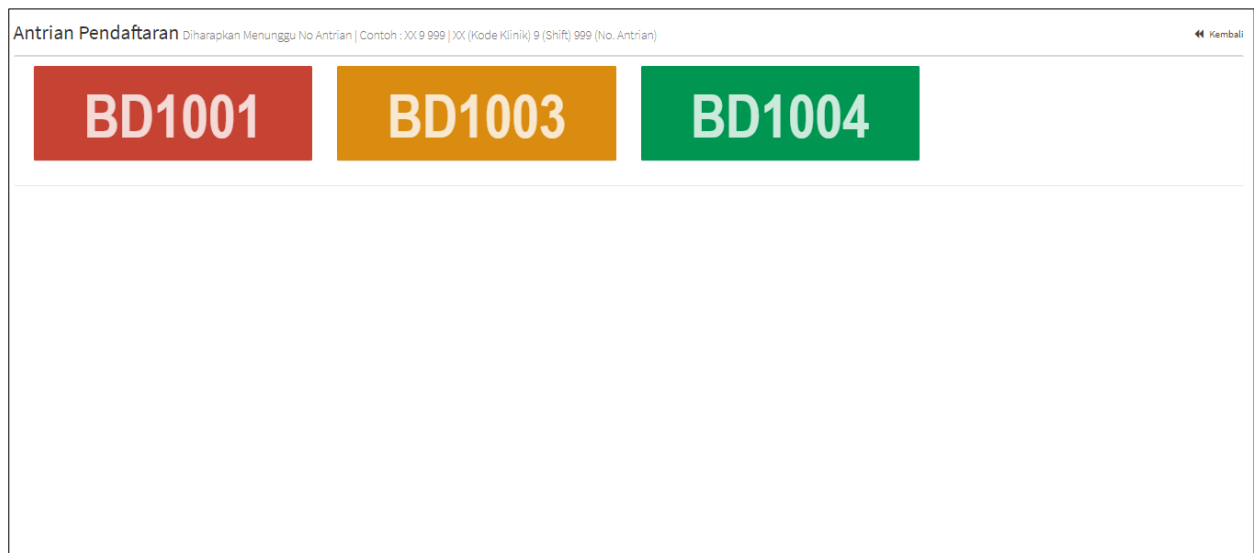 Antrian Pendaftaran Diharapkan Menunggu No Antrian | Contoh : XX 9 999 | XX (Kode Klinik) 9 (Shift) 999 (No. Antrian) Kembali
BD1001 BD1003 BD1004